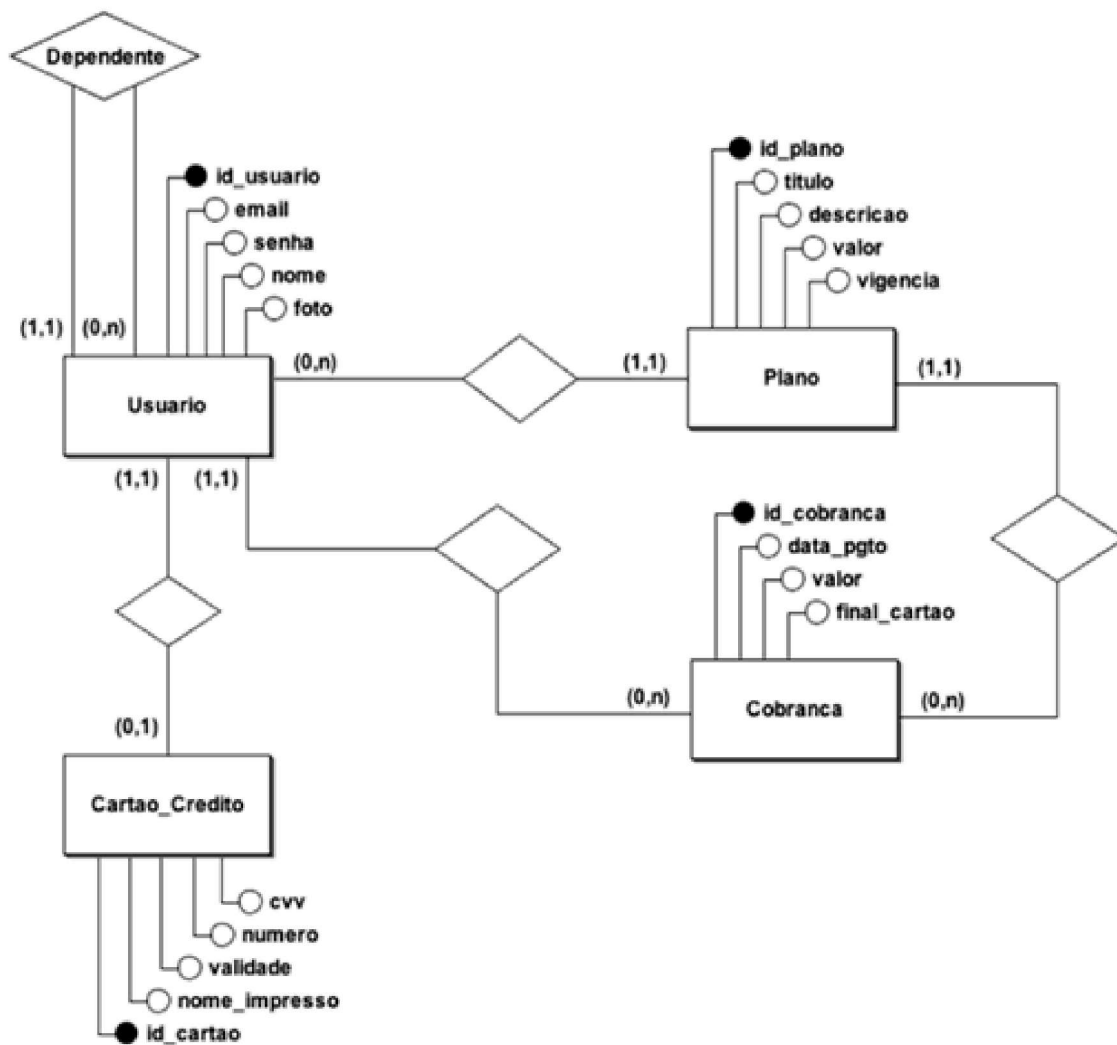 Dependente
id_usuario
email
senha
nome
foto
(1,1)
(0,n)
Usuario
(0,n)
(1,1)
id_plano
titulo
descricao
valor
vigencia
Plano
(1,1)
(1,1)
(1,1)
id_cobranca
data_pgto
valor
final_cartao
(0,n)
Cobranca
(0,n)
(0,1)
Cartao_Credito
cvv
numero
validade
nome_impresso
id_cartao